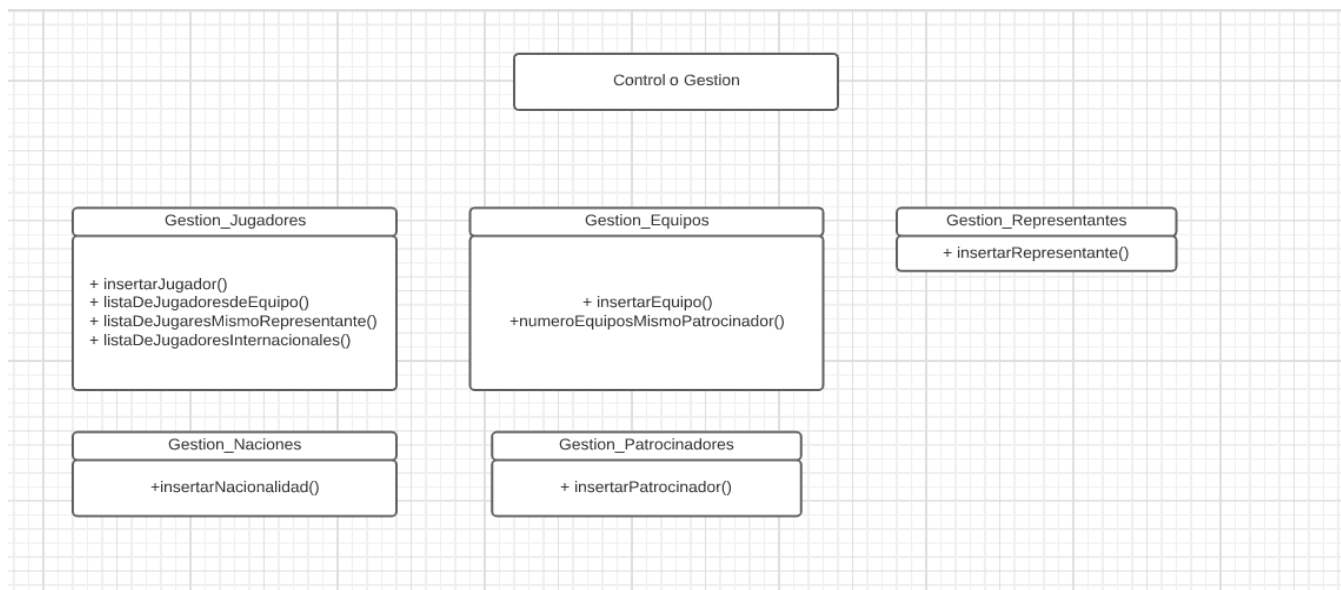 Control o Gestion
Gestion_Jugadores
+ insertarJugador()
+ listaDeJugadoresdeEquipo()
+ listaDeJugaresMismoRepresentante()
+ listaDeJugadoresInternacionales()
Gestion_Equipos
+ insertarEquipo()
+numeroEquiposMismoPatrocinador()
Gestion_Representantes
+ insertarRepresentante()
Gestion_Naciones
+insertarNacionalidad()
Gestion_Patrocinadores
+ insertarPatrocinador()